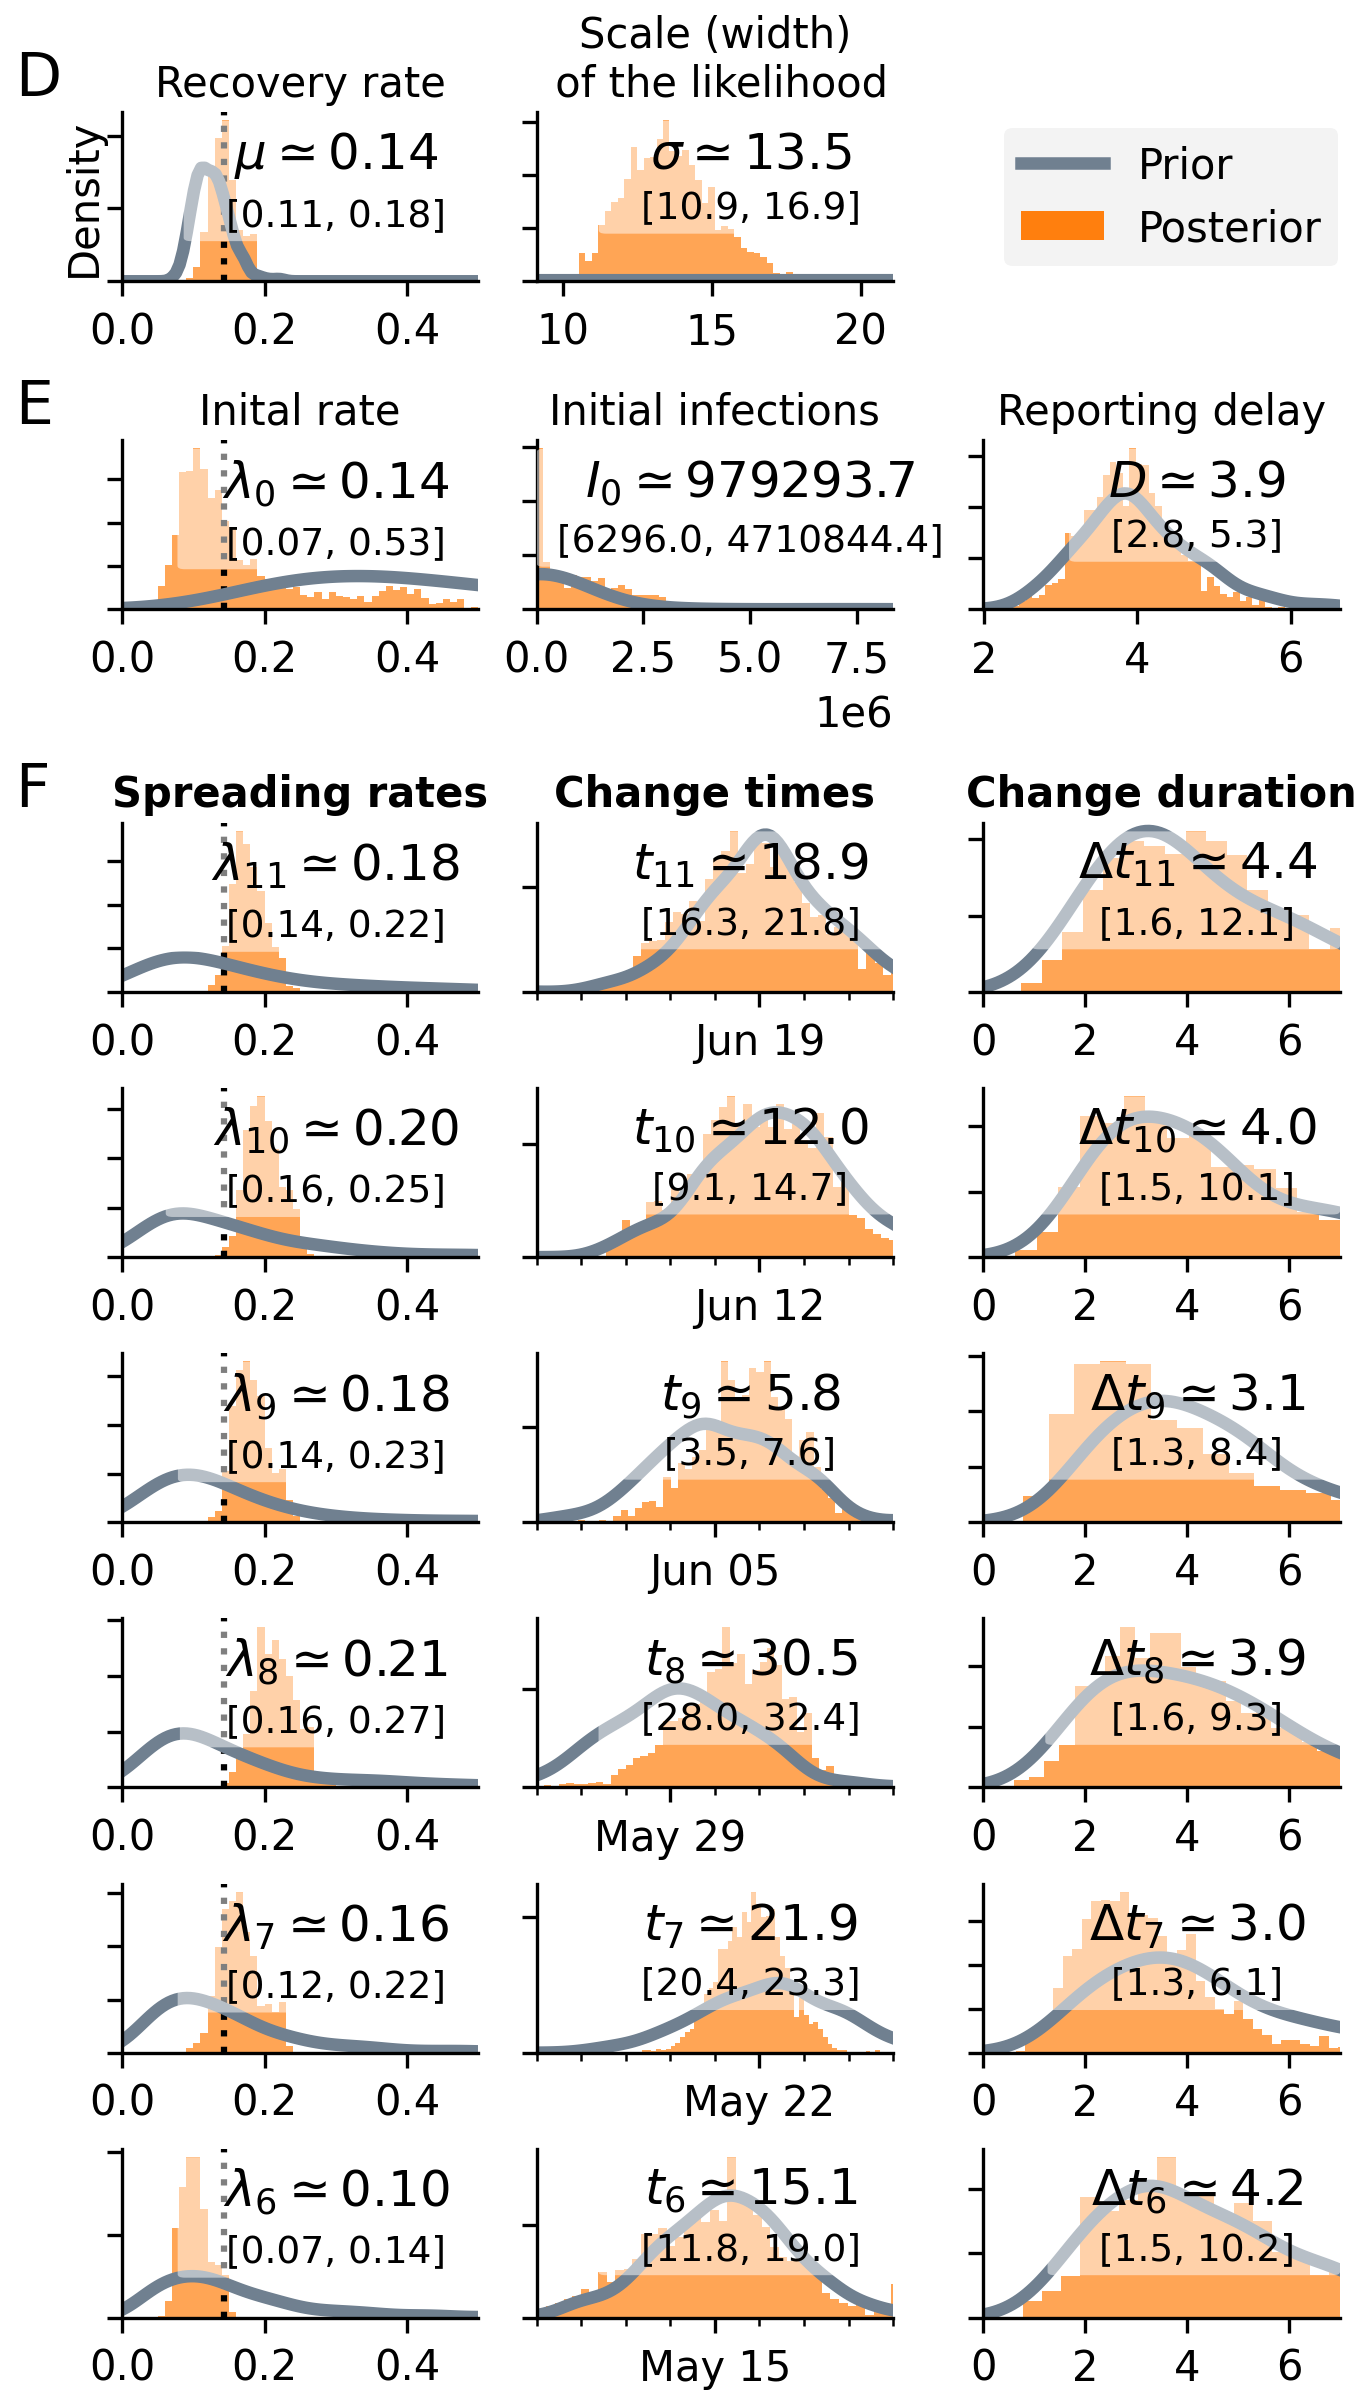 D
Recovery rate
Scale (width)
of the likelihood
Density
μ ≃ 0.14
[0.11, 0.18]
0.0 0.2 0.4
σ ≃ 13.5
[10.9, 16.9]
10 15 20
Prior
Posterior
E
Inital rate
λ0 ≃ 0.14
[0.07, 0.53]
0.0 0.2 0.4
Initial infections
I0 ≃ 979293.7
[6296.0, 4710844.4]
0.0 2.5 5.0 7.5
1e6
Reporting delay
D ≃ 3.9
[2.8, 5.3]
2 4 6
F
Spreading rates
Change times
Change duration
λ11 ≃ 0.18
[0.14, 0.22]
0.0 0.2 0.4
t11 ≃ 18.9
[16.3, 21.8]
Jun 19
Δt11 ≃ 4.4
[1.6, 12.1]
0 2 4 6
λ10 ≃ 0.20
[0.16, 0.25]
0.0 0.2 0.4
t10 ≃ 12.0
[9.1, 14.7]
Jun 12
Δt10 ≃ 4.0
[1.5, 10.1]
0 2 4 6
λ9 ≃ 0.18
[0.14, 0.23]
0.0 0.2 0.4
t9 ≃ 5.8
[3.5, 7.6]
Jun 05
Δt9 ≃ 3.1
[1.3, 8.4]
0 2 4 6
λ8 ≃ 0.21
[0.16, 0.27]
0.0 0.2 0.4
t8 ≃ 30.5
[28.0, 32.4]
May 29
Δt8 ≃ 3.9
[1.6, 9.3]
0 2 4 6
λ7 ≃ 0.16
[0.12, 0.22]
0.0 0.2 0.4
t7 ≃ 21.9
[20.4, 23.3]
May 22
Δt7 ≃ 3.0
[1.3, 6.1]
0 2 4 6
λ6 ≃ 0.10
[0.07, 0.14]
0.0 0.2 0.4
t6 ≃ 15.1
[11.8, 19.0]
May 15
Δt6 ≃ 4.2
[1.5, 10.2]
0 2 4 6